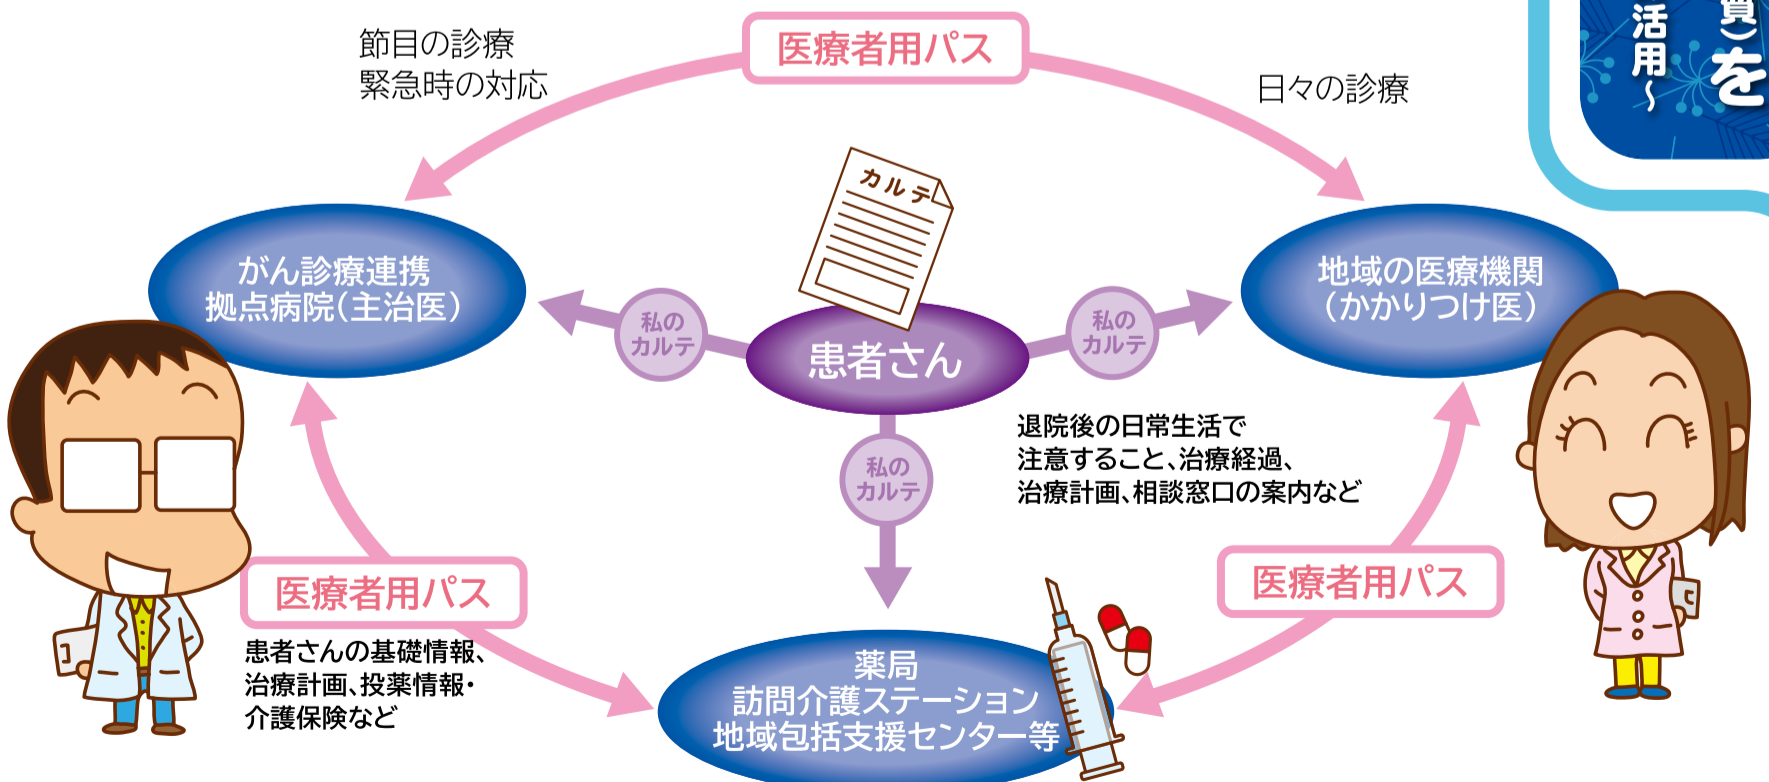 医療者用パス
節目の診療
緊急時の対応
日々の診療
を
活用～
カルテ
がん診療連携
拠点病院(主治医)
地域の医療機関
(かかりつけ医)
私の
カルテ
患者さん
私の
カルテ
私の
カルテ
退院後の日常生活で
注意すること、治療経過、
治療計画、相談窓口の案内など
医療者用パス
患者さんの基礎情報、
治療計画、投薬情報・
介護保険など
医療者用パス
薬局
訪問介護ステーション
地域包括支援センター等